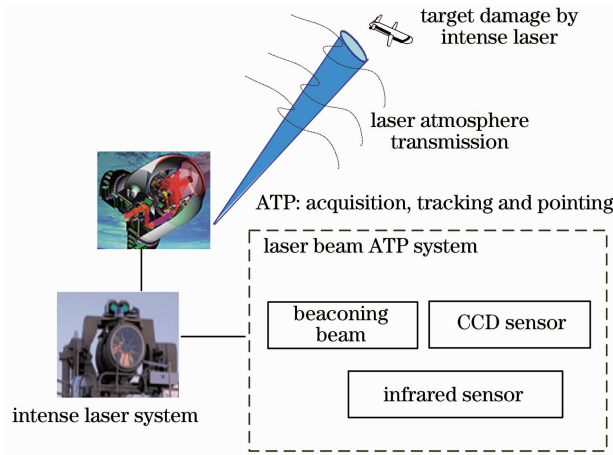 target damage by
intense laser
laser atmosphere
transmission
ATP: acquisition, tracking and pointing
laser beam ATP system
beaconing
beam
CCD sensor
infrared sensor
intense laser system